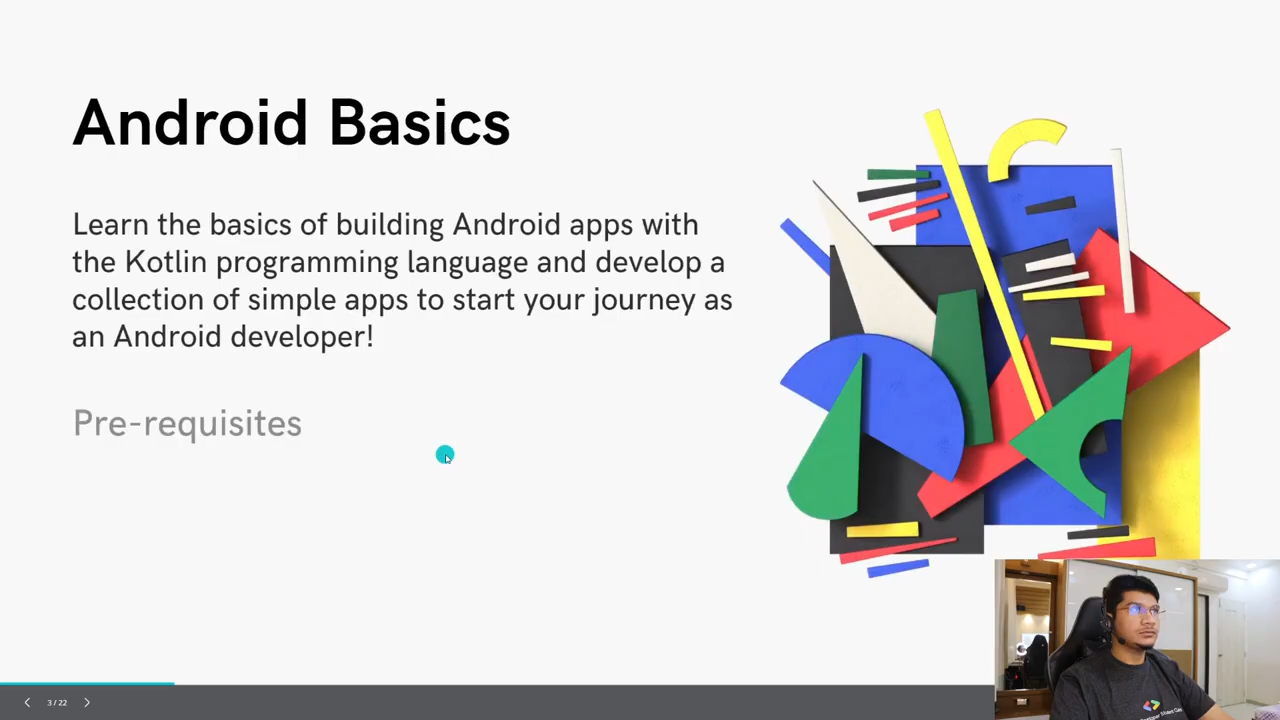 Android Basics
Learn the basics of building Android apps with
the Kotlin programming language and develop a
collection of simple apps to start your journey as
an Android developer!
Pre-requisites
3 / 22